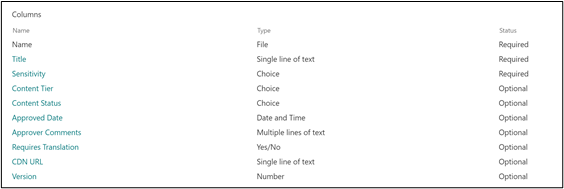 Columns
Name Type Status
Name File Required
Title Single line of text Required
Sensitivity Choice Required
Content Tier Choice Optional
Content Status Choice Optional
Approved Date Date and Time Optional
Approver Comments Multiple lines of text Optional
Requires Translation Yes/No Optional
CDN URL Single line of text Optional
Version Number Optional